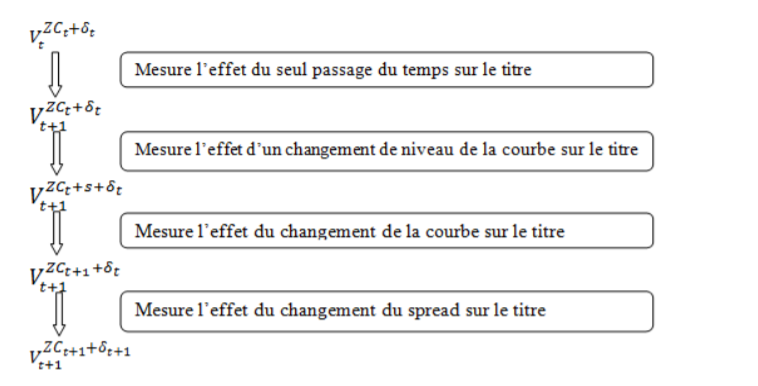 V_t^{ZC_t+δ_t}
Mesure l'effet du seul passage du temps sur le titre
V_{t+1}^{ZC_t+δ_t}
Mesure l'effet d'un changement de niveau de la courbe sur le titre
V_{t+1}^{ZC_t+s+δ_t}
Mesure l'effet du changement de la courbe sur le titre
V_{t+1}^{ZC_{t+1}+δ_t}
Mesure l'effet du changement du spread sur le titre
V_{t+1}^{ZC_{t+1}+δ_{t+1}}